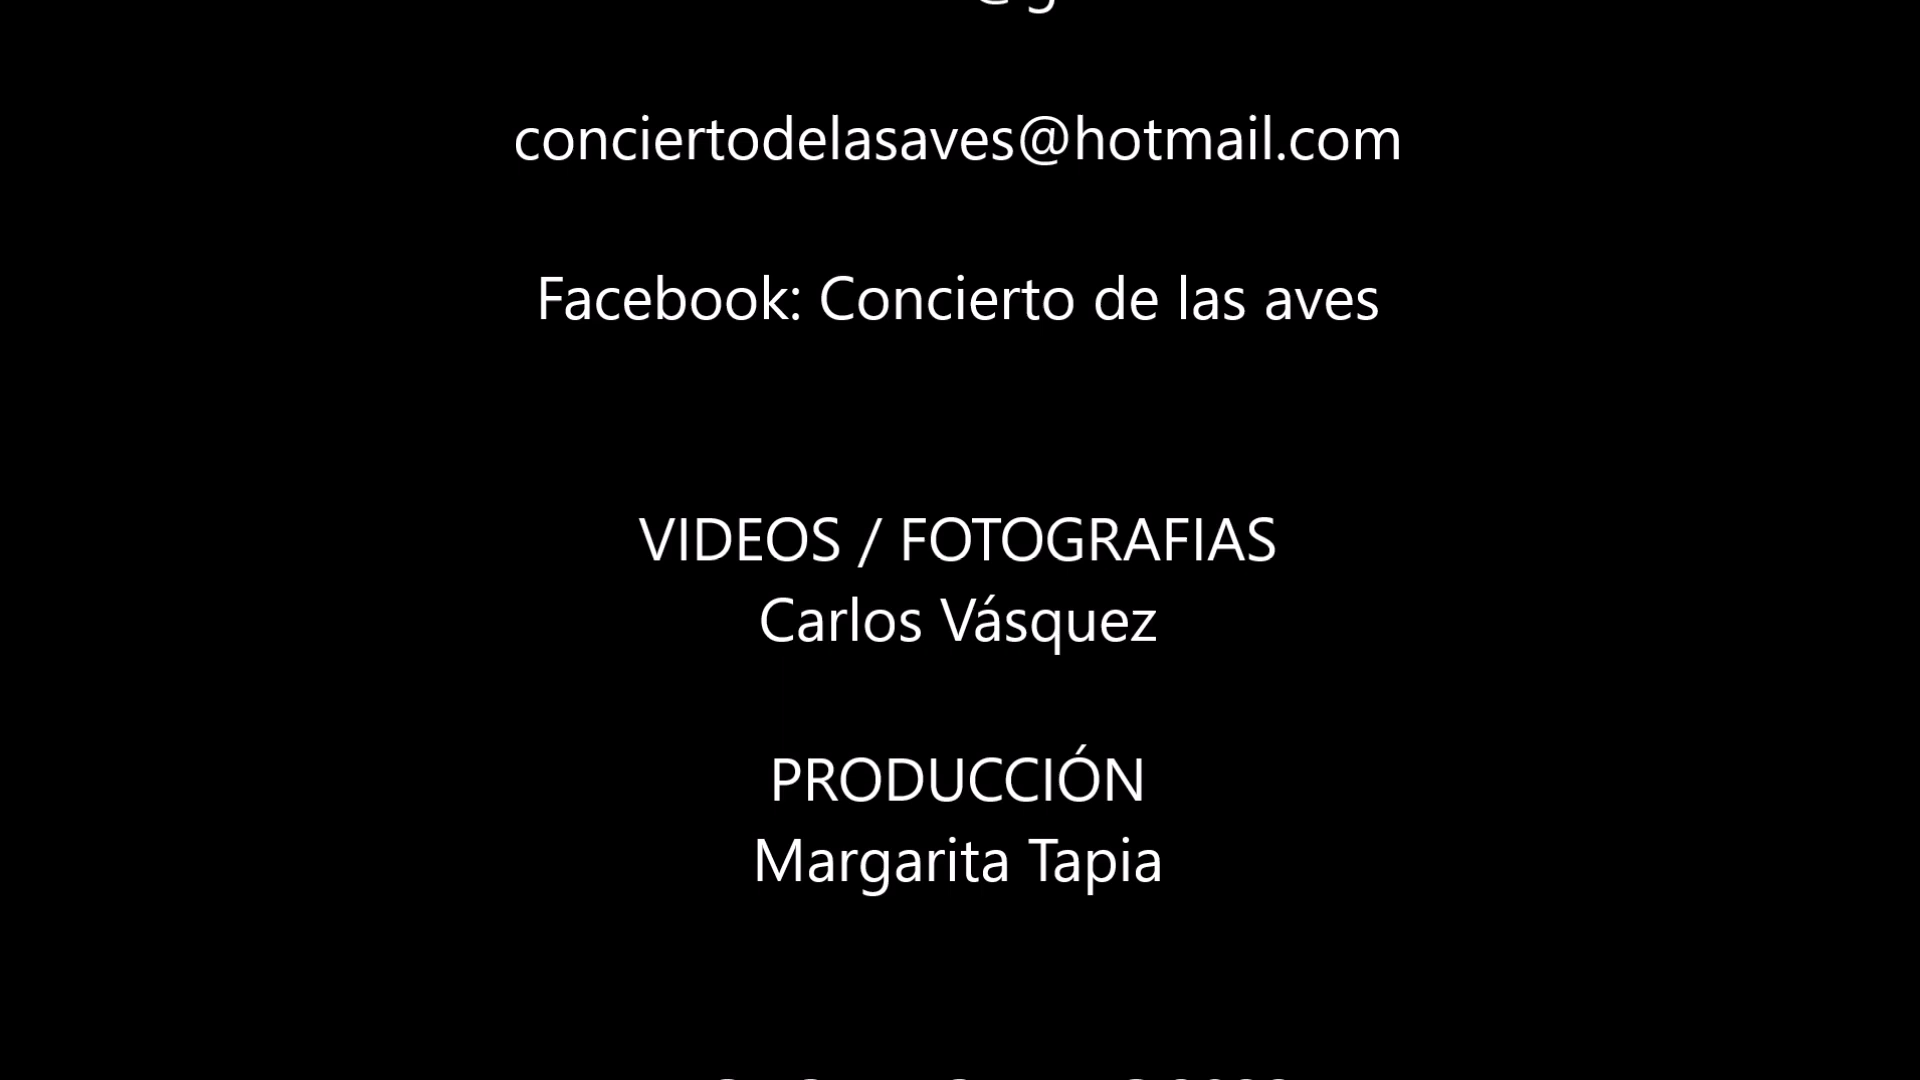 conciertodelasaves@hotmail.com
Facebook: Concierto de las aves
VIDEOS / FOTOGRAFIAS
Carlos Vásquez
PRODUCCIÓN
Margarita Tapia